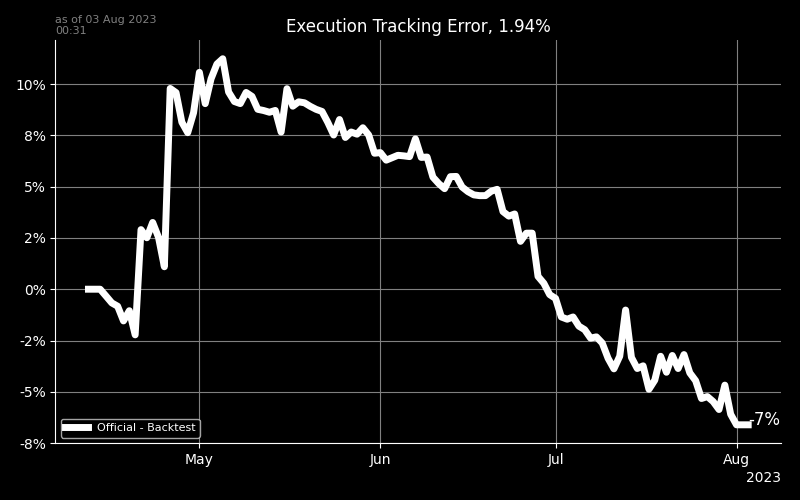 as of 03 Aug 2023
00:31
Execution Tracking Error, 1.94%
10%
8%
5%
2%
0%
-2%
-5%
-8%
Official - Backtest
-7%
May
Jun
Jul
Aug
2023